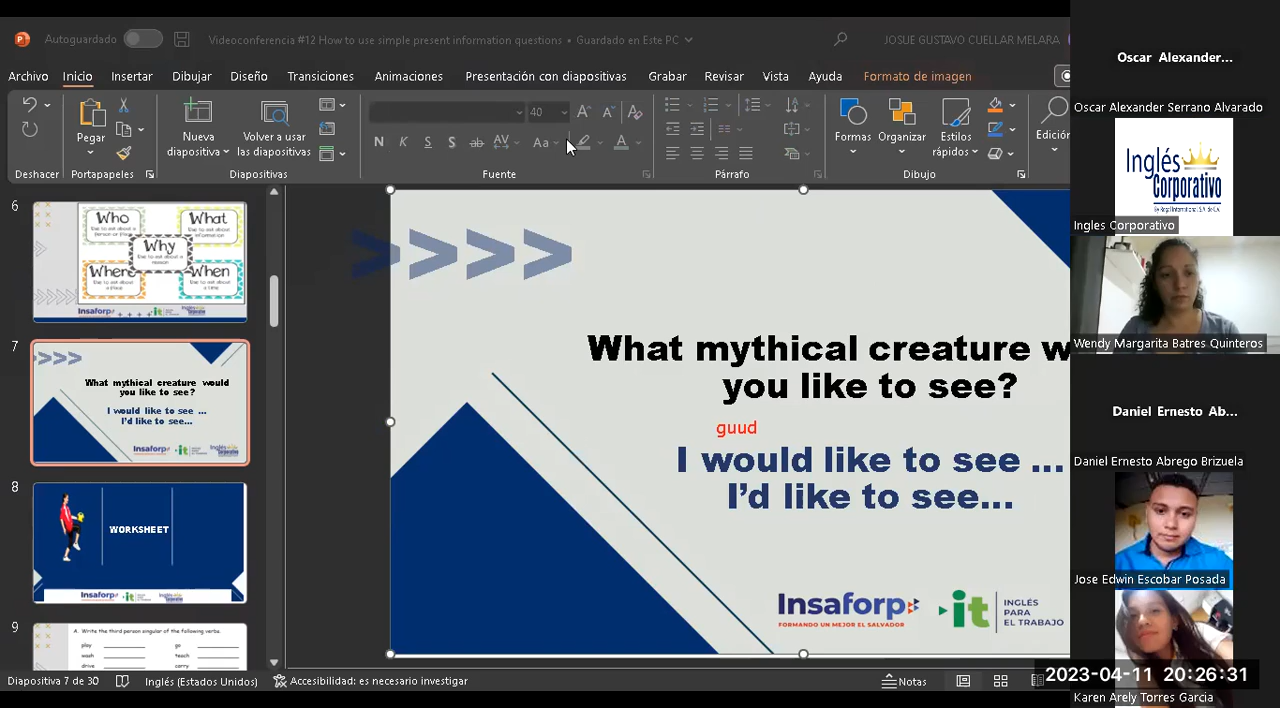 Autoguardado
Videoconferencia #12 How to use simple present information questions • Guardado en Este PC
JOSUE GUSTAVO CUELLAR MELARA
Archivo Inicio Insertar Dibujar Diseño Transiciones Animaciones Presentación con diapositivas Grabar Revisar Vista Ayuda Formato de imagen
Deshacer
Pegar
Portapapeles
Nueva diapositiva
Volver a usar las diapositivas
Diapositivas
40
N K S S ab AV Aa A
Fuente
Párrafo
Formas
Organizar
Estilos rápidos
Dibujo
Edición
6
Who
What
Why
Where
When
Insaforp
7
What mythical creature would
you like to see?
I would like to see ...
I'd like to see...
Insaforp it
8
WORKSHEET
Insaforp it
9
A. Write the third person singular of the following verbs.
play go
wash teach
drive carry
What mythical creature w
you like to see?
guud
I would like to see ...
I'd like to see...
Insaforp
FORMANDO UN MEJOR EL SALVADOR
it
INGLÉS
PARA
EL TRABAJO
Diapositiva 7 de 30
Inglés (Estados Unidos)
Accesibilidad: es necesario investigar
Notas
Oscar Alexander...
Oscar Alexander Serrano Alvarado
Inglés
Corporativo
Ingles Corporativo
Wendy Margarita Batres Quinteros
Daniel Ernesto Ab...
Daniel Ernesto Abrego Brizuela
Jose Edwin Escobar Posada
2023-04-11 20:26:31
Karen Arely Torres Garcia